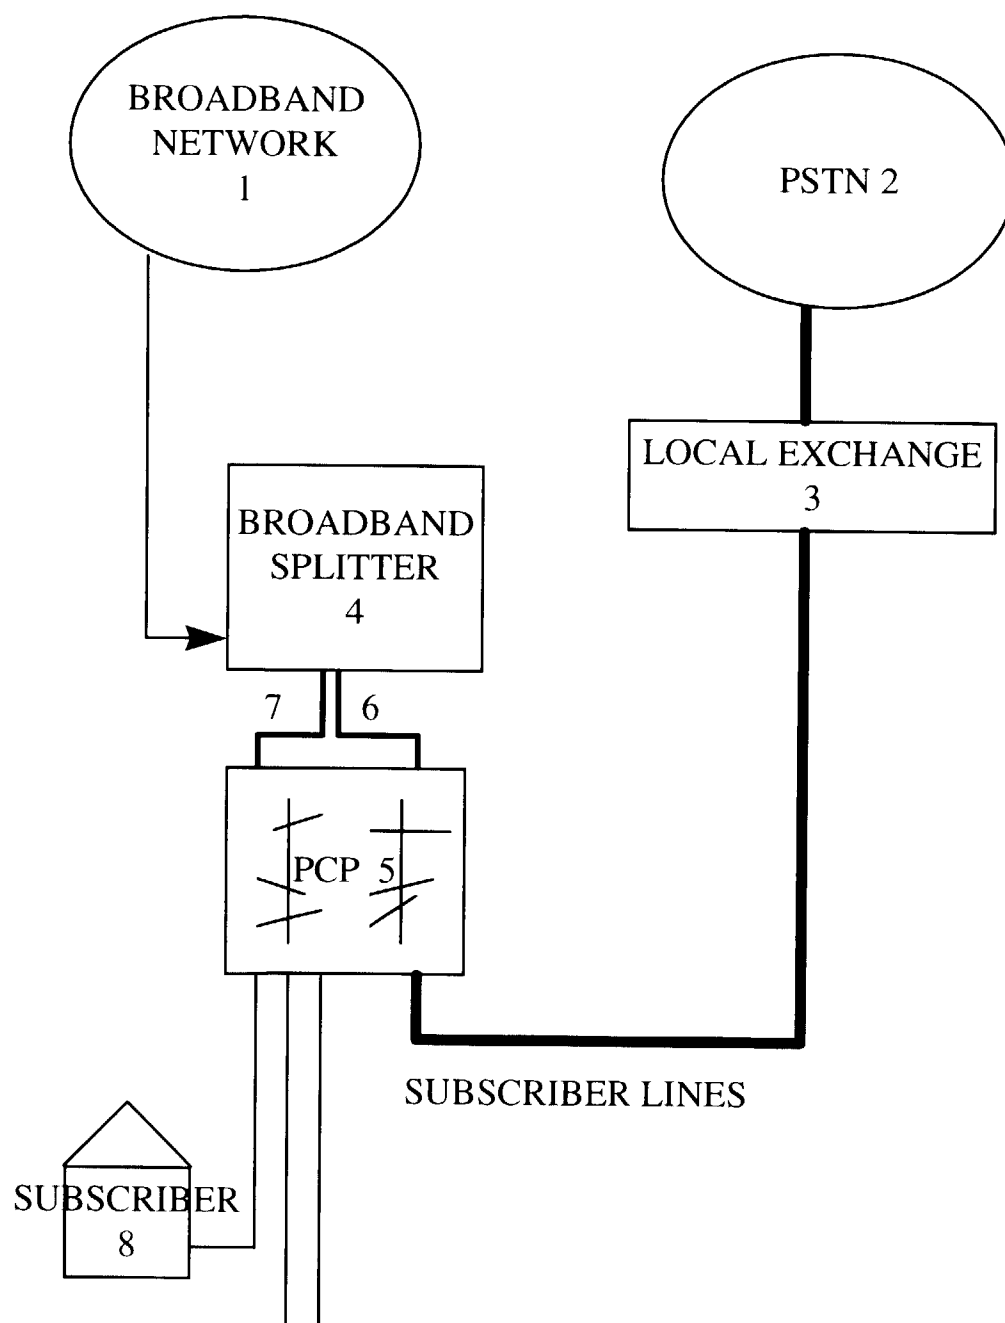 BROADBAND
NETWORK
1
PSTN 2
LOCAL EXCHANGE
3
BROADBAND
SPLITTER
4
7
6
PCP 5
SUBSCRIBER LINES
SUBSCRIBER
8